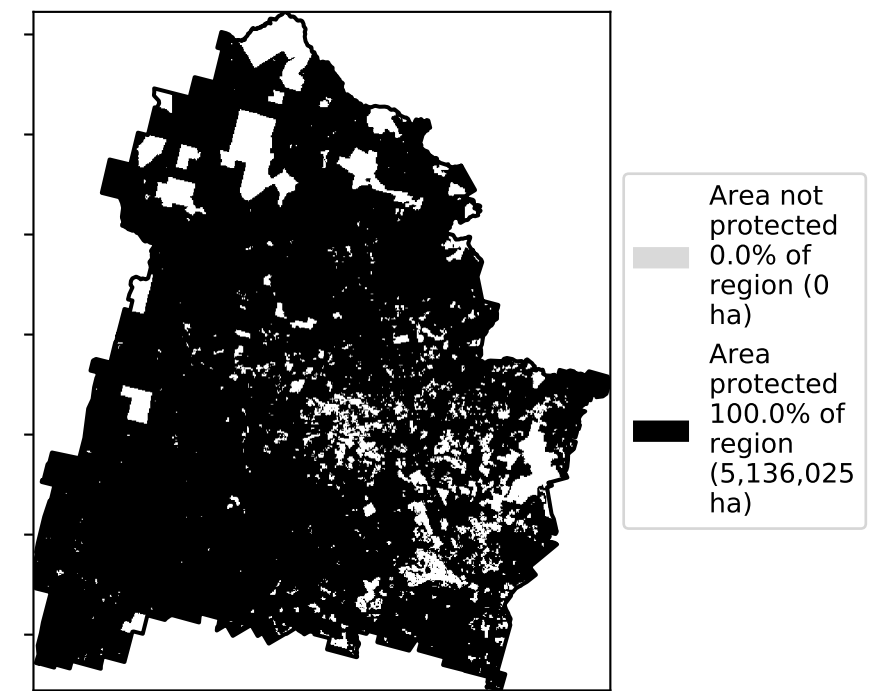 Area not
protected
0.0% of
region (0
ha)
Area
protected
100.0% of
region
(5,136,025
ha)